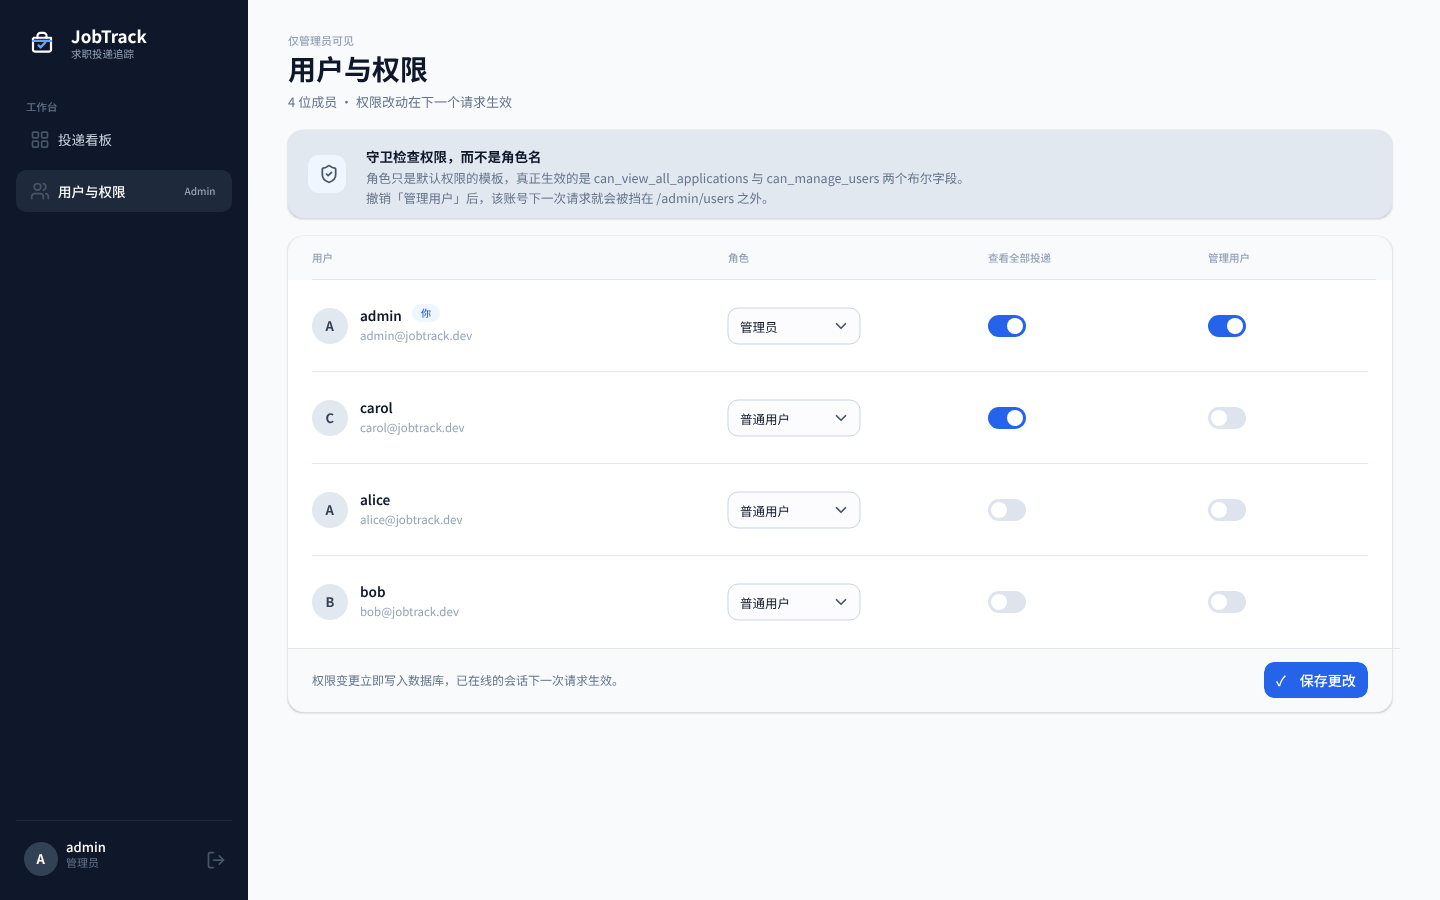 JobTrack
求职投递追踪
工作台
投递看板
用户与权限 Admin
A admin
管理员
仅管理员可见
用户与权限
4 位成员 · 权限改动在下一个请求生效
守卫检查权限，而不是角色名
角色只是默认权限的模板，真正生效的是 can_view_all_applications 与 can_manage_users 两个布尔字段。
撤销「管理用户」后，该账号下一次请求就会被挡在 /admin/users 之外。
用户 角色 查看全部投递 管理用户
A admin 你 管理员
admin@jobtrack.dev
C carol 普通用户
carol@jobtrack.dev
A alice 普通用户
alice@jobtrack.dev
B bob 普通用户
bob@jobtrack.dev
权限变更立即写入数据库，已在线的会话下一次请求生效。 ✓ 保存更改